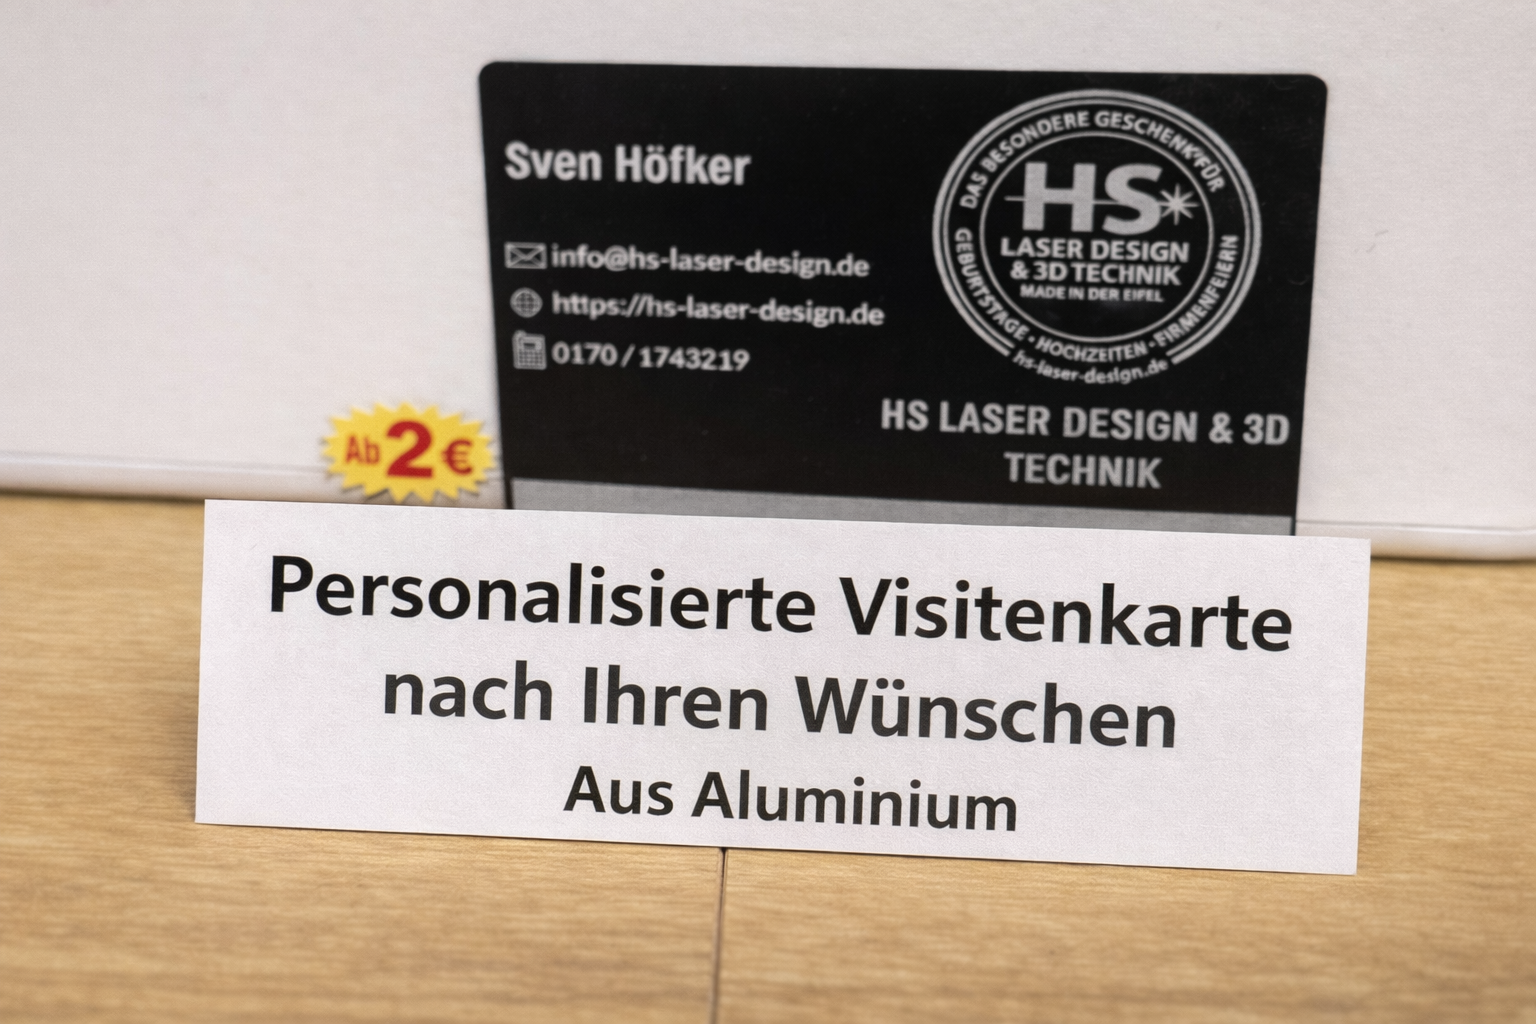 Sven Höfker
info@hs-laser-design.de
https://hs-laser-design.de
0170 / 1743219
DAS BESONDERE GESCHENK FÜR
HS
LASER DESIGN
& 3D TECHNIK
MADE IN DER EIFEL
GEBURTSTAGE · HOCHZEITEN · FIRMENFEIERN
hs-laser-design.de
HS LASER DESIGN & 3D
TECHNIK
Ab 2 €
Personalisierte Visitenkarte
nach Ihren Wünschen
Aus Aluminium